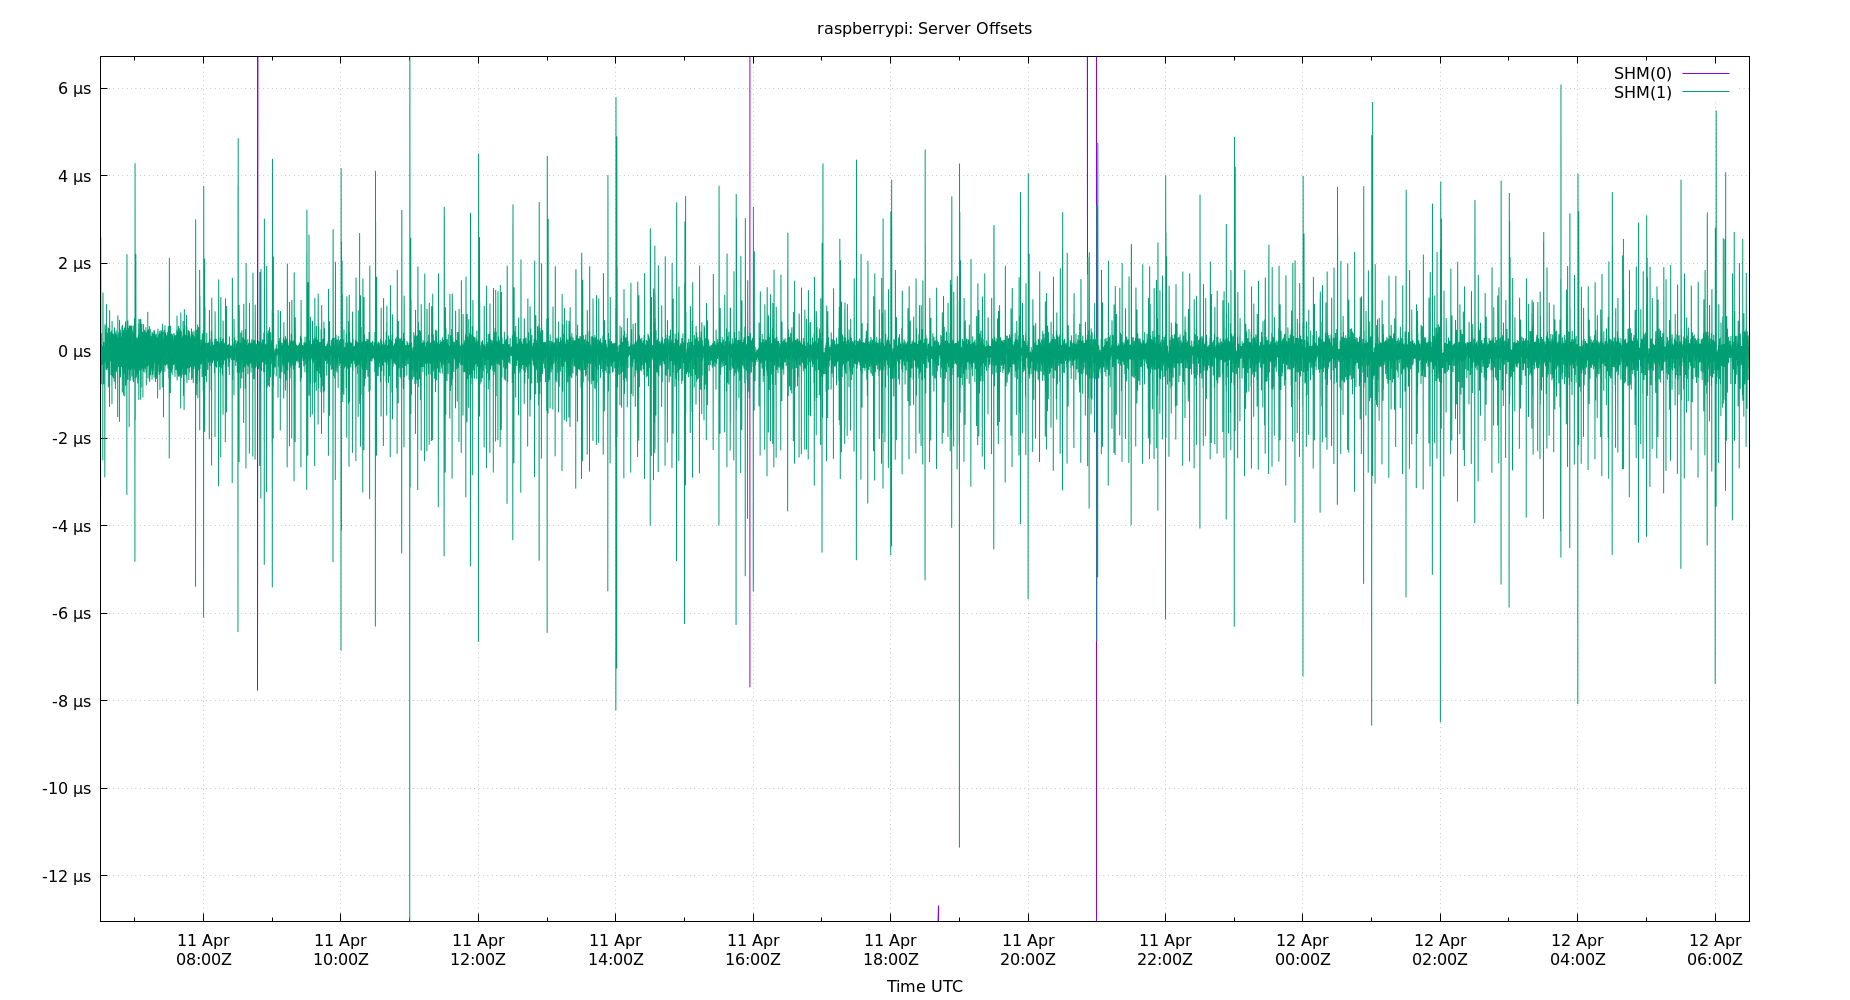 raspberrypi: Server Offsets
SHM(0)
SHM(1)
6 µs
4 µs
2 µs
0 µs
-2 µs
-4 µs
-6 µs
-8 µs
-10 µs
-12 µs
11 Apr 11 Apr 11 Apr 11 Apr 11 Apr 11 Apr 11 Apr 11 Apr 12 Apr 12 Apr 12 Apr 12 Apr
08:00Z 10:00Z 12:00Z 14:00Z 16:00Z 18:00Z 20:00Z 22:00Z 00:00Z 02:00Z 04:00Z 06:00Z
Time UTC